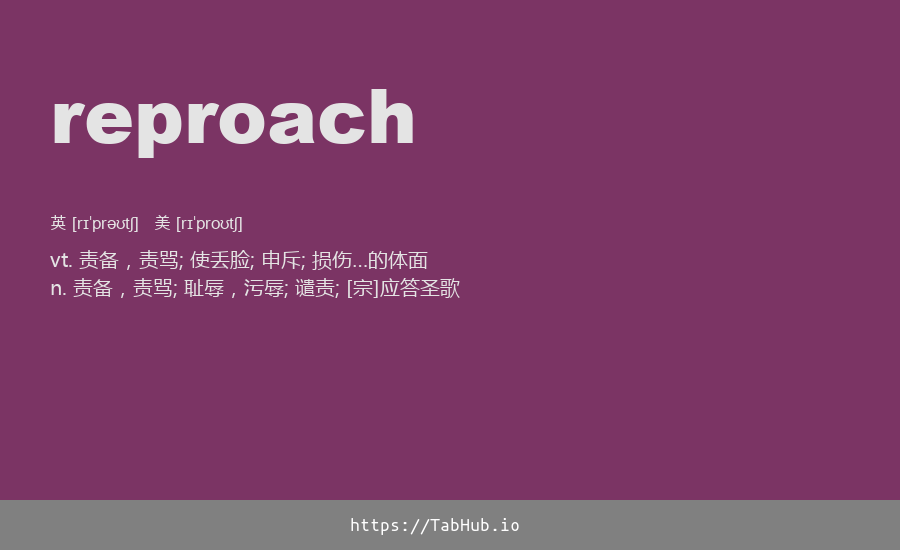 reproach
英 [rɪˈprəʊtʃ] 美 [rɪˈproʊtʃ]
vt. 责备，责骂; 使丢脸; 申斥; 损伤…的体面
n. 责备，责骂; 耻辱，污辱; 谴责; [宗]应答圣歌
https://TabHub.io